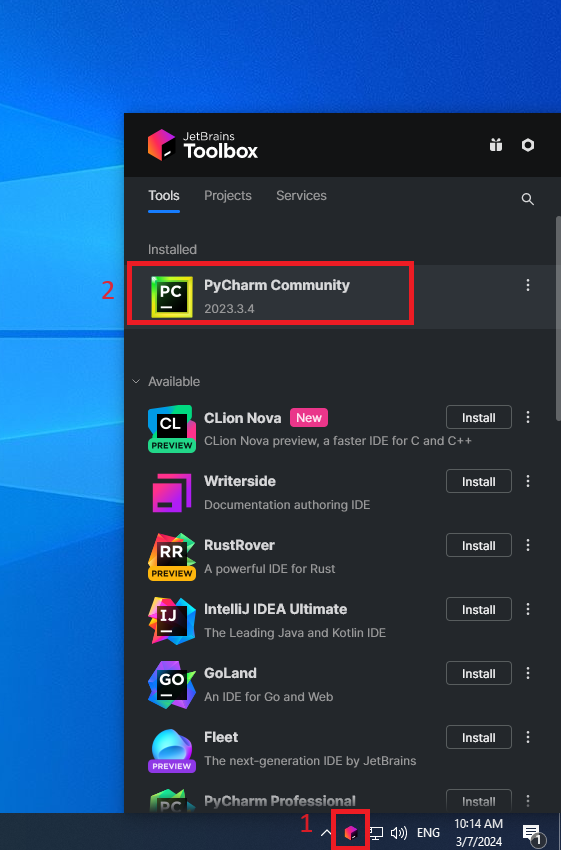 JetBrains
Toolbox
Tools Projects Services
Installed
2
PC
PyCharm Community
2023.3.4
Available
CL
PREVIEW
CLion Nova New
Install
CLion Nova preview, a faster IDE for C and C++
Writerside
Install
Documentation authoring IDE
RR
PREVIEW
RustRover
Install
A powerful IDE for Rust
IJ
IntelliJ IDEA Ultimate
Install
The Leading Java and Kotlin IDE
GO
GoLand
Install
An IDE for Go and Web
PREVIEW
Fleet
Install
The next-generation IDE by JetBrains
PC
PyCharm Professional
Install
1
ENG
10:14 AM
3/7/2024
1